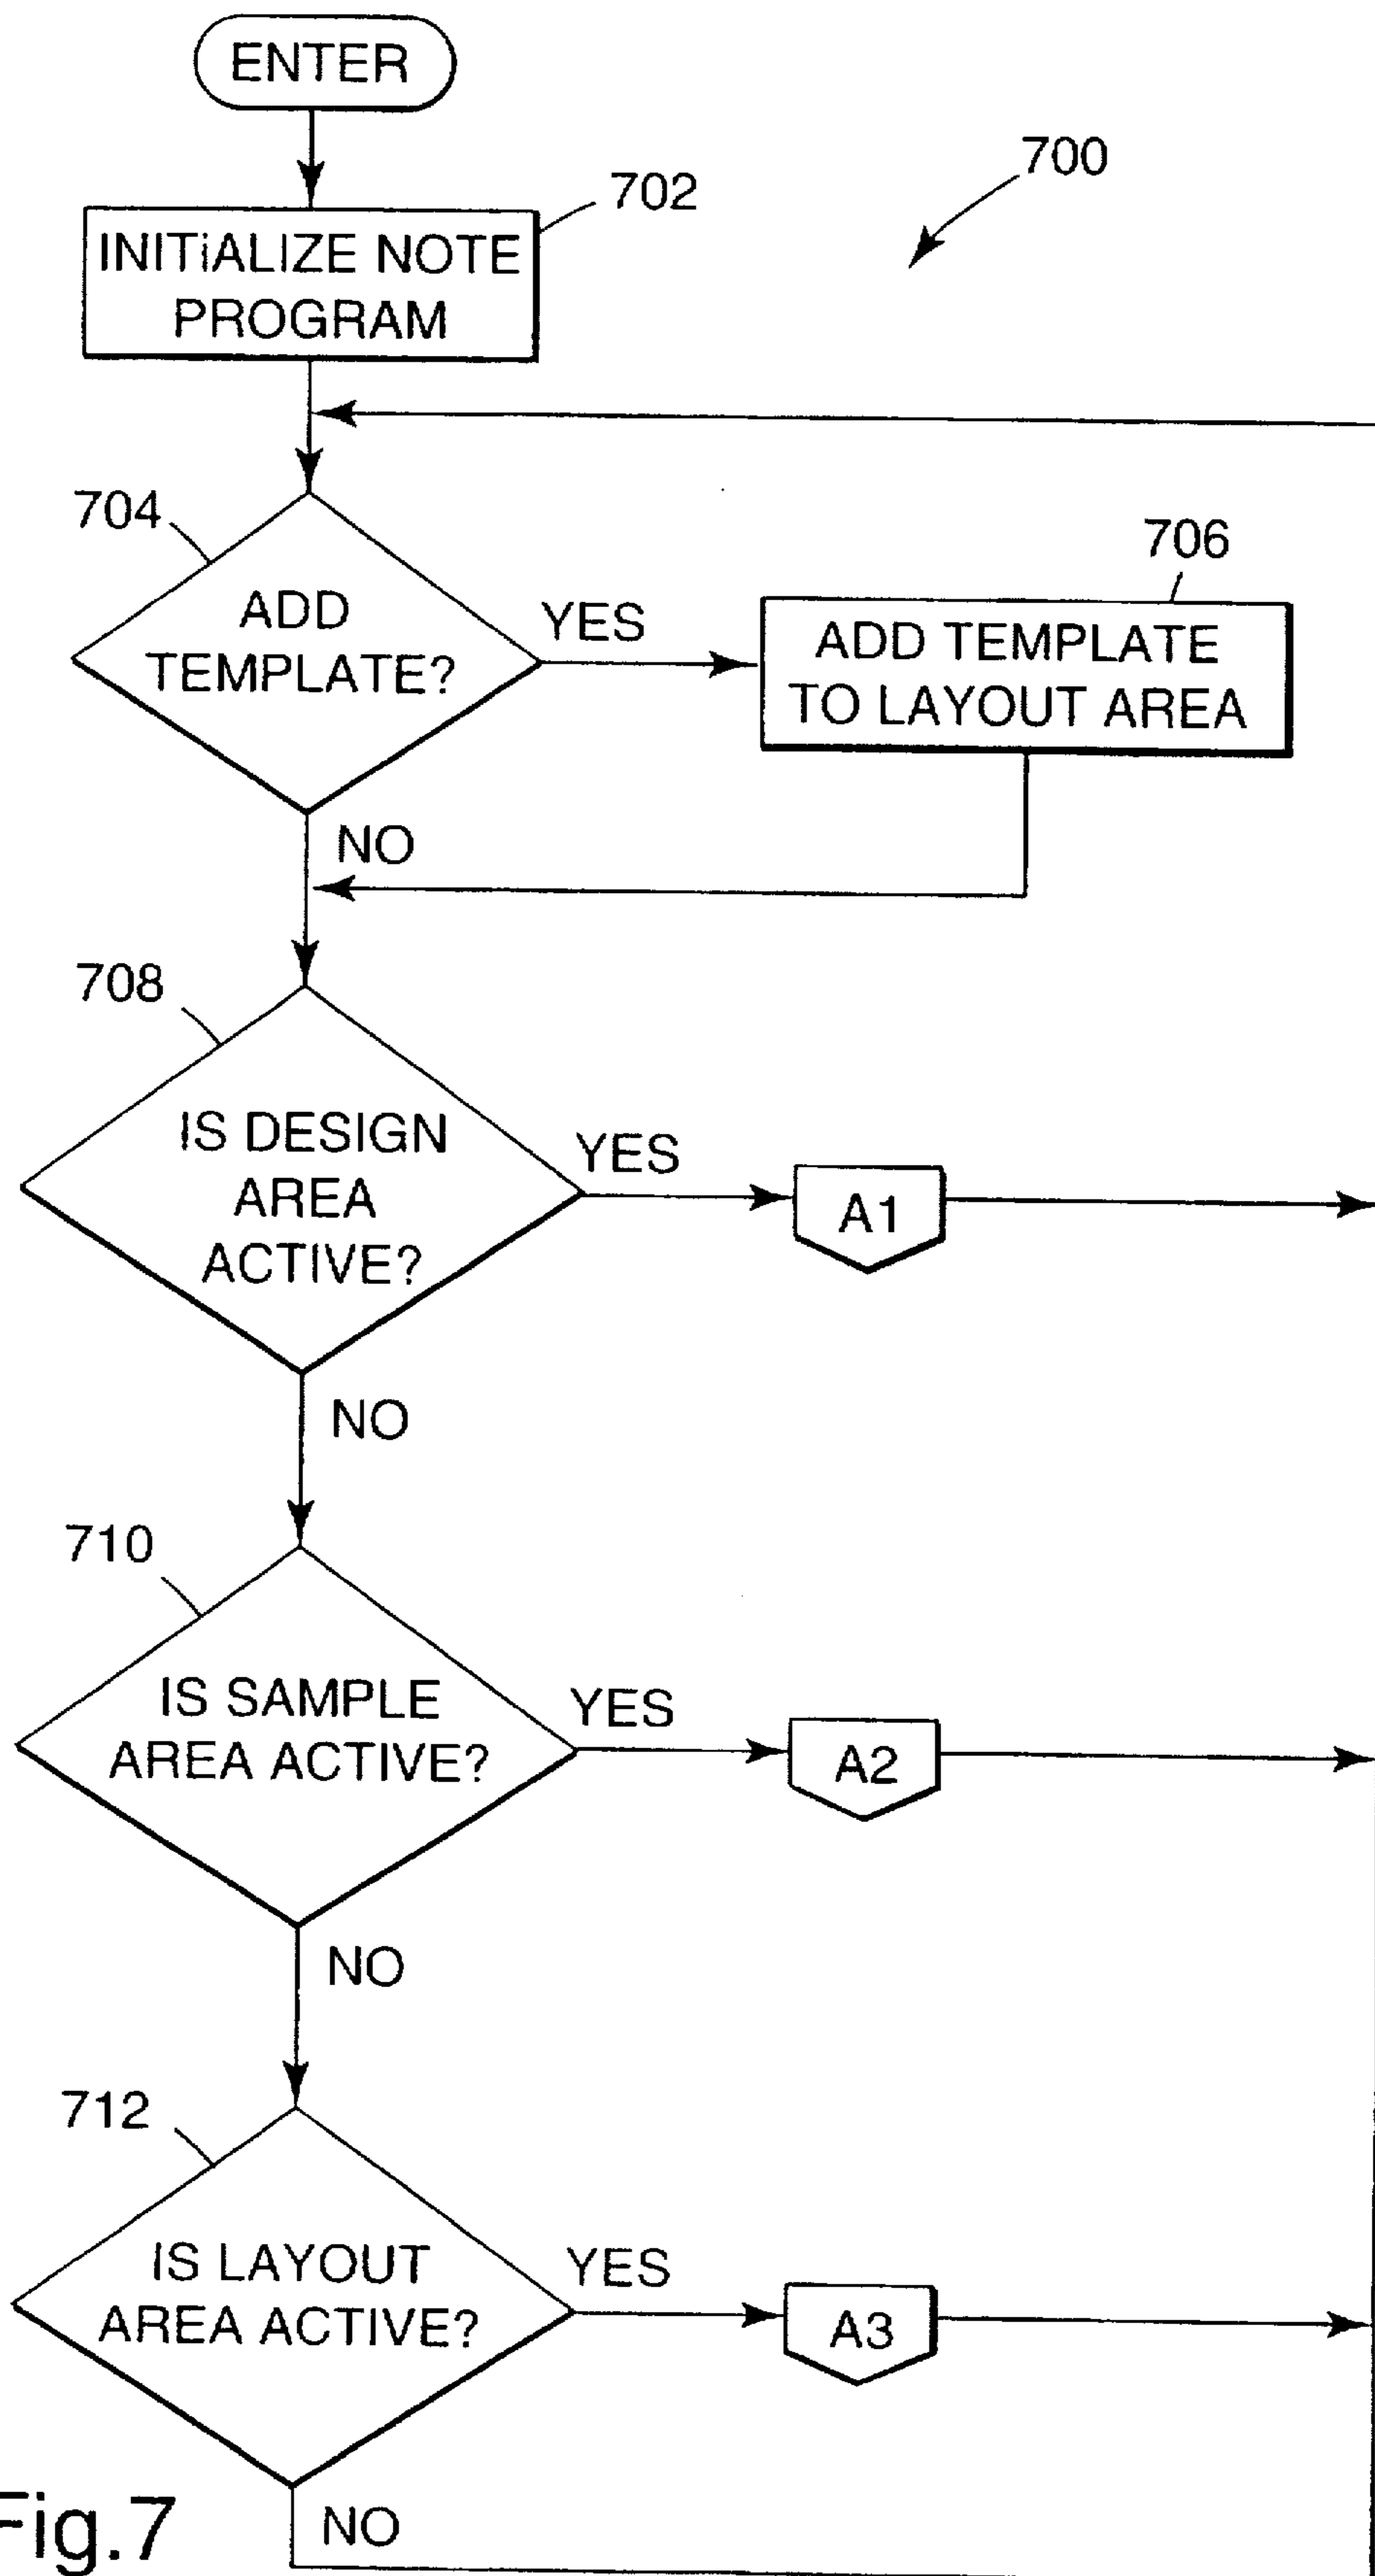 ENTER
700
702
INITiALIZE NOTE
PROGRAM
704
ADD
TEMPLATE?
YES
706
ADD TEMPLATE
TO LAYOUT AREA
NO
708
IS DESIGN
AREA
ACTIVE?
YES
A1
NO
710
IS SAMPLE
AREA ACTIVE?
YES
A2
NO
712
IS LAYOUT
AREA ACTIVE?
YES
A3
NO
Fig.7